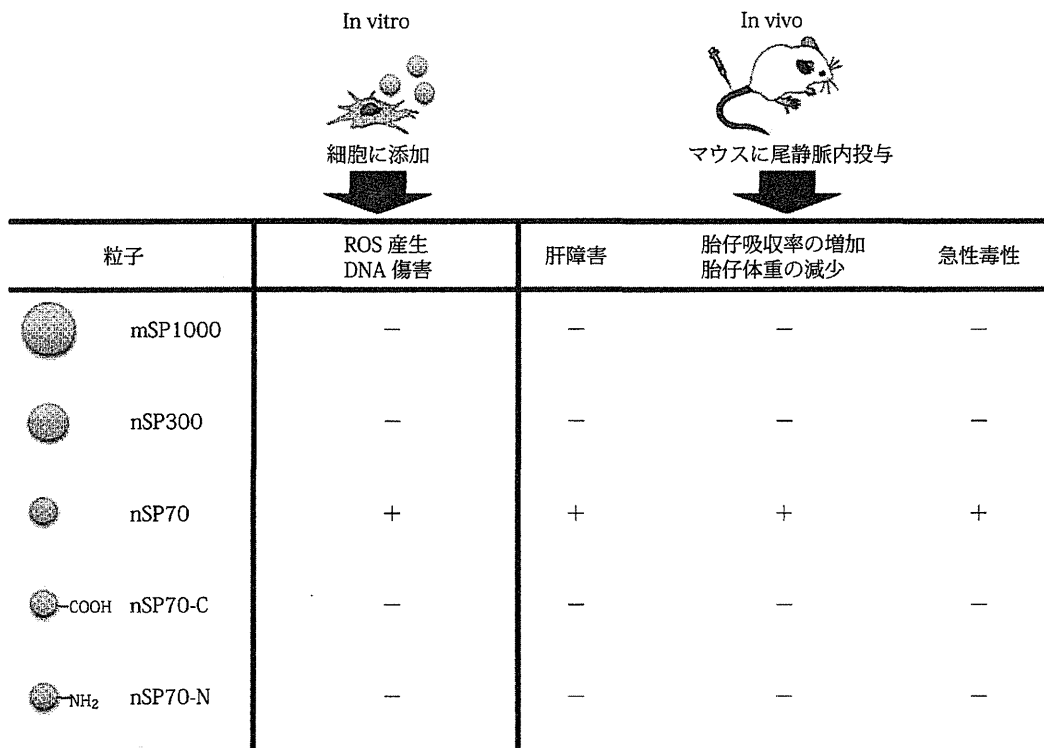 In vitro
In vivo
細胞に添加
マウスに尾静脈内投与
粒子
ROS 産生
DNA 傷害
肝障害
胎仔吸収率の増加
胎仔体重の減少
急性毒性
mSP1000 − − − −
nSP300 − − − −
nSP70 + + + +
-COOH nSP70-C − − − −
-NH₂ nSP70-N − − − −